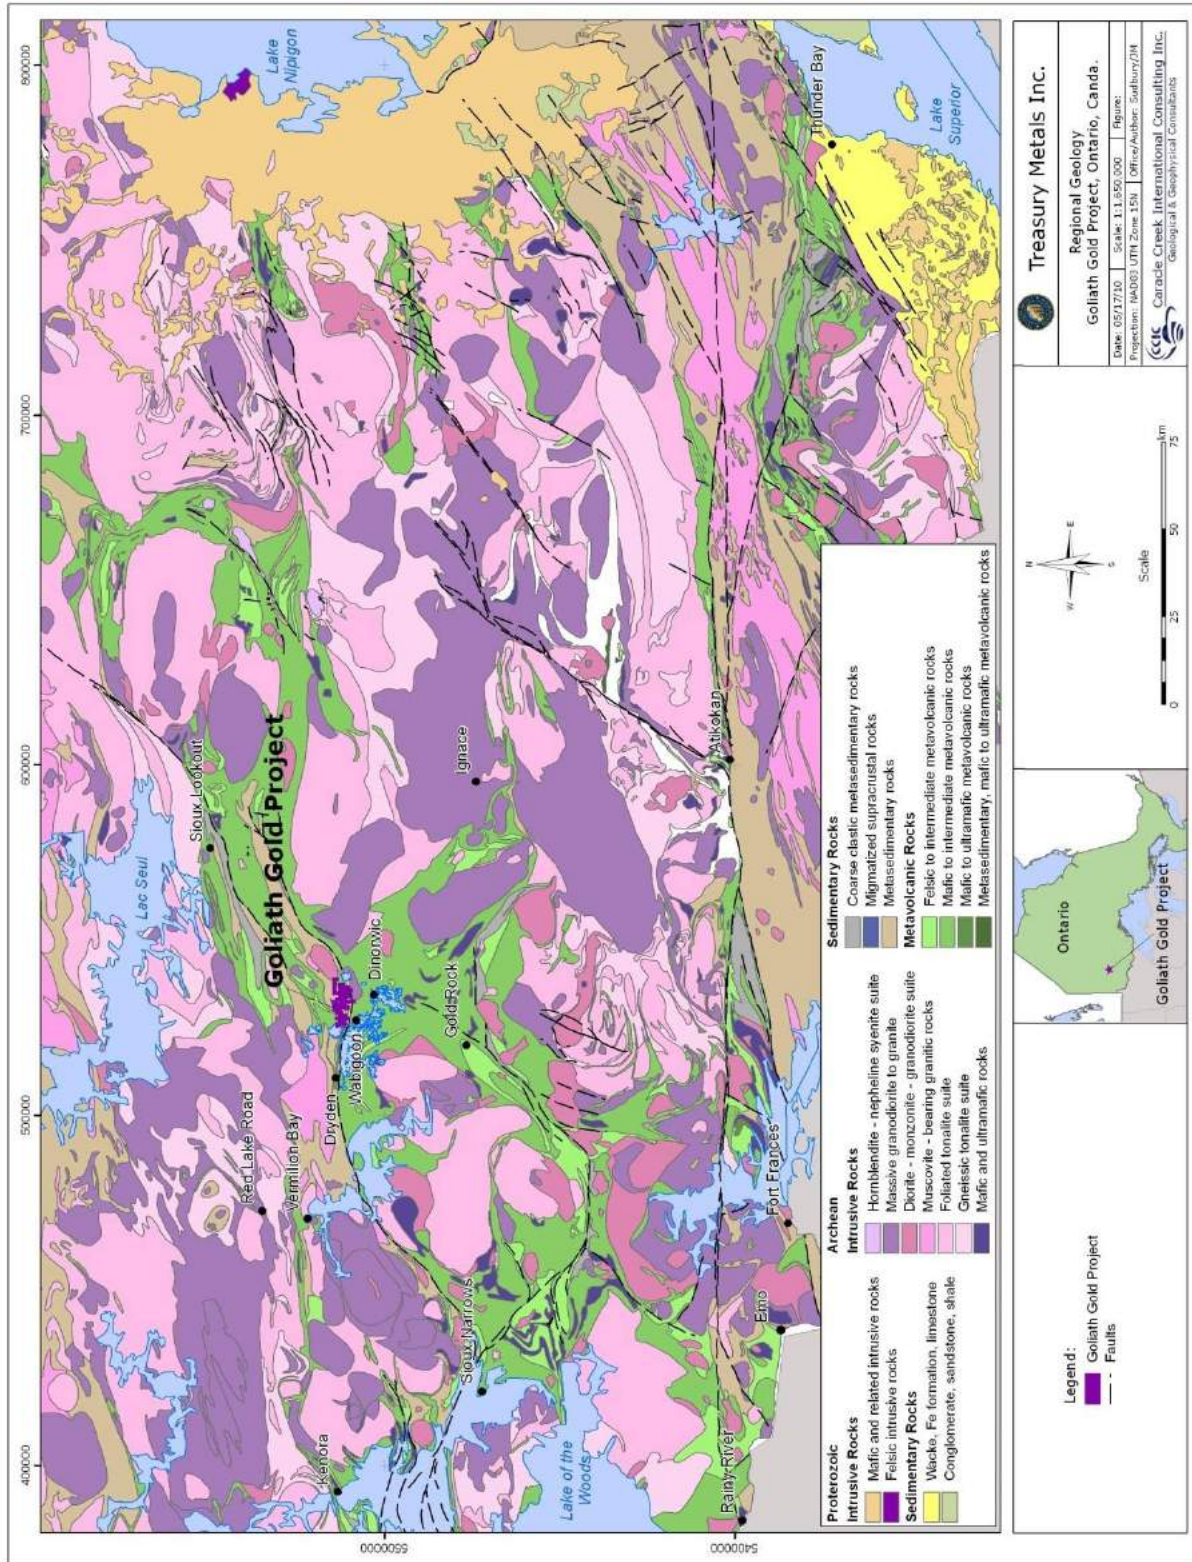 400000
500000
600000
700000
800000
5500000
5400000
Lake
Nipigon
Lac Seul
Sioux Lookout
Goliath Gold Project
Red Lake Road
Vermilion Bay
Dryden
Wabigoon
Dinorwic
Ignace
Gold Rock
Kenora
Sioux Narrows
Lake of the
Woods
Atikokan
Thunder Bay
Lake
Superior
Fort Frances
Emo
Rainy River
Proterozoic
Intrusive Rocks
Mafic and related intrusive rocks
Felsic intrusive rocks
Sedimentary Rocks
Wacke, Fe formation, limestone
Conglomerate, sandstone, shale
Archean
Intrusive Rocks
Hornblendite - nepheline syenite suite
Massive granodiorite to granite
Diorite - monzonite - granodiorite suite
Muscovite - bearing granitic rocks
Foliated tonalite suite
Gneissic tonalite suite
Mafic and ultramafic rocks
Sedimentary Rocks
Coarse clastic metasedimentary rocks
Migmatized supracrustal rocks
Metasedimentary rocks
Metavolcanic Rocks
Felsic to intermediate metavolcanic rocks
Mafic to intermediate metavolcanic rocks
Mafic to ultramafic metavolcanic rocks
Metasedimentary, mafic to ultramafic metavolcanic rocks
Legend:
Goliath Gold Project
Faults
Ontario
Goliath Gold Project
N
W
E
S
Scale
0
25
50
75
km
Treasury Metals Inc.
Regional Geology
Goliath Gold Project, Ontario, Canda.
Date: 05/17/10
Scale: 1:1,650,000
Figure:
Projection: NAD83 UTM Zone 15N
Office/Author: Sudbury/JM
CCIC
Caracle Creek International Consulting Inc.
Geological & Geophysical Consultants